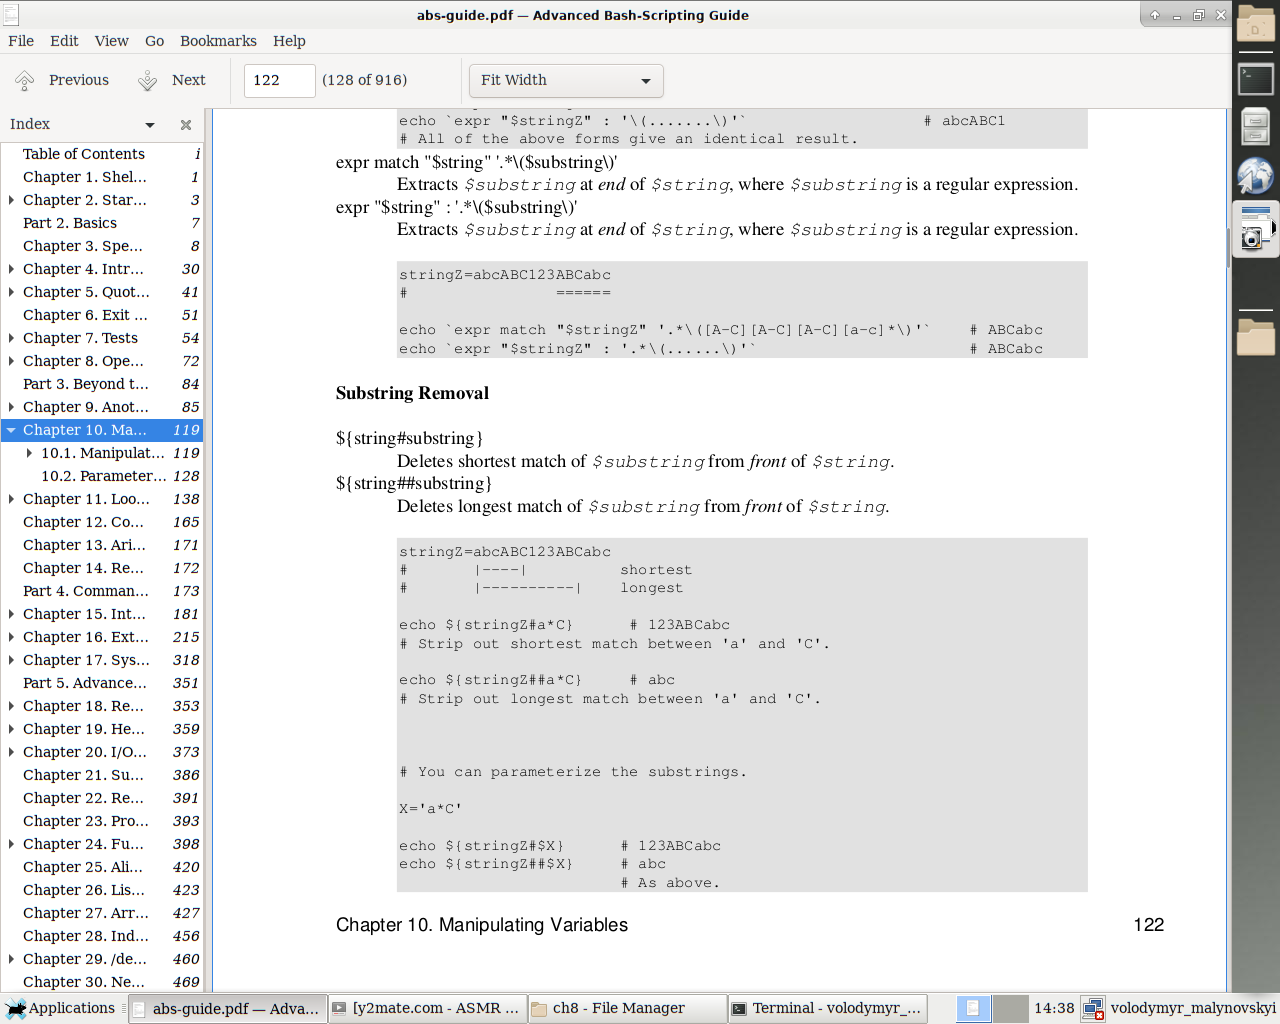 abs-guide.pdf — Advanced Bash-Scripting Guide
File Edit View Go Bookmarks Help
Previous Next 122 (128 of 916) Fit Width
Index
Table of Contents i
Chapter 1. Shel... 1
Chapter 2. Star... 3
Part 2. Basics 7
Chapter 3. Spe... 8
Chapter 4. Intr... 30
Chapter 5. Quot... 41
Chapter 6. Exit ... 51
Chapter 7. Tests 54
Chapter 8. Ope... 72
Part 3. Beyond t... 84
Chapter 9. Anot... 85
Chapter 10. Ma... 119
10.1. Manipulat... 119
10.2. Parameter... 128
Chapter 11. Loo... 138
Chapter 12. Co... 165
Chapter 13. Ari... 171
Chapter 14. Re... 172
Part 4. Comman... 173
Chapter 15. Int... 181
Chapter 16. Ext... 215
Chapter 17. Sys... 318
Part 5. Advance... 351
Chapter 18. Re... 353
Chapter 19. He... 359
Chapter 20. I/O... 373
Chapter 21. Su... 386
Chapter 22. Re... 391
Chapter 23. Pro... 393
Chapter 24. Fu... 398
Chapter 25. Ali... 420
Chapter 26. Lis... 423
Chapter 27. Arr... 427
Chapter 28. Ind... 456
Chapter 29. /de... 460
Chapter 30. Ne... 469
echo `expr "$stringZ" : '\(.......\)'` # abcABC1
# All of the above forms give an identical result.
expr match "$string" '.*\($substring\)'
Extracts $substring at end of $string, where $substring is a regular expression.
expr "$string" : '.*\($substring\)'
Extracts $substring at end of $string, where $substring is a regular expression.
stringZ=abcABC123ABCabc
# ======
echo `expr match "$stringZ" '.*\([A-C][A-C][A-C][a-c]*\)'` # ABCabc
echo `expr "$stringZ" : '.*\(......\)'` # ABCabc
Substring Removal
${string#substring}
Deletes shortest match of $substring from front of $string.
${string##substring}
Deletes longest match of $substring from front of $string.
stringZ=abcABC123ABCabc
# |----| shortest
# |----------| longest
echo ${stringZ#a*C} # 123ABCabc
# Strip out shortest match between 'a' and 'C'.
echo ${stringZ##a*C} # abc
# Strip out longest match between 'a' and 'C'.
# You can parameterize the substrings.
X='a*C'
echo ${stringZ#$X} # 123ABCabc
echo ${stringZ##$X} # abc
# As above.
Chapter 10. Manipulating Variables 122
Applications abs-guide.pdf — Adva... [y2mate.com - ASMR ... ch8 - File Manager Terminal - volodymyr_... 14:38 volodymyr_malynovskyi